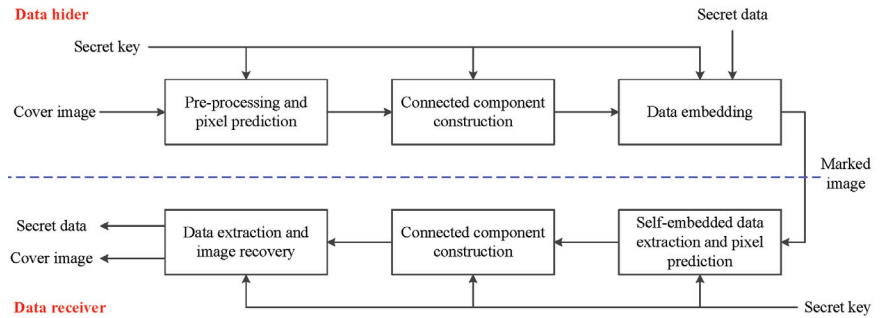 Data hider
Secret data
Secret key
Cover image
Pre-processing and
pixel prediction
Connected component
construction
Data embedding
Marked
image
Secret data
Cover image
Data extraction and
image recovery
Connected component
construction
Self-embedded data
extraction and pixel
prediction
Data receiver
Secret key